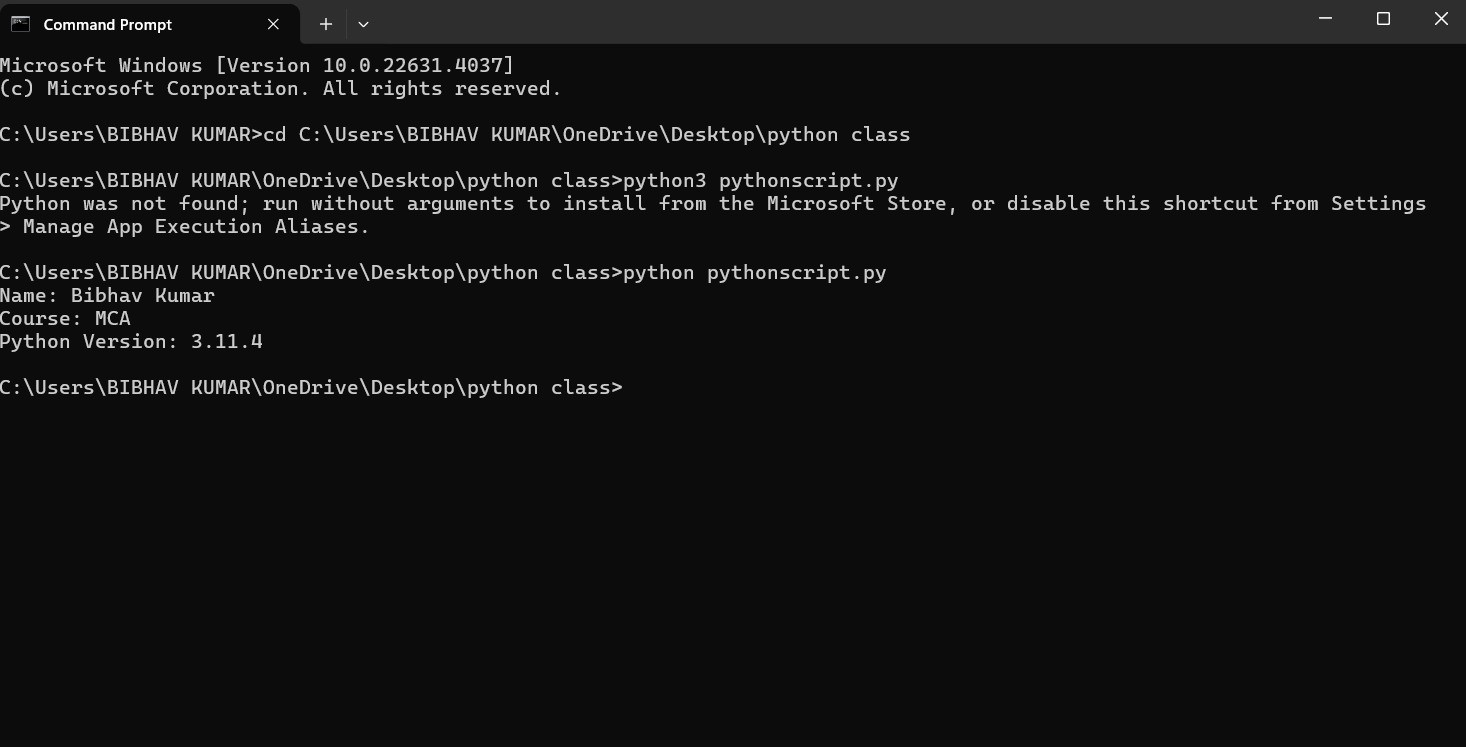 Command Prompt
Microsoft Windows [Version 10.0.22631.4037]
(c) Microsoft Corporation. All rights reserved.
C:\Users\BIBHAV KUMAR>cd C:\Users\BIBHAV KUMAR\OneDrive\Desktop\python class
C:\Users\BIBHAV KUMAR\OneDrive\Desktop\python class>python3 pythonscript.py
Python was not found; run without arguments to install from the Microsoft Store, or disable this shortcut from Settings
> Manage App Execution Aliases.
C:\Users\BIBHAV KUMAR\OneDrive\Desktop\python class>python pythonscript.py
Name: Bibhav Kumar
Course: MCA
Python Version: 3.11.4
C:\Users\BIBHAV KUMAR\OneDrive\Desktop\python class>